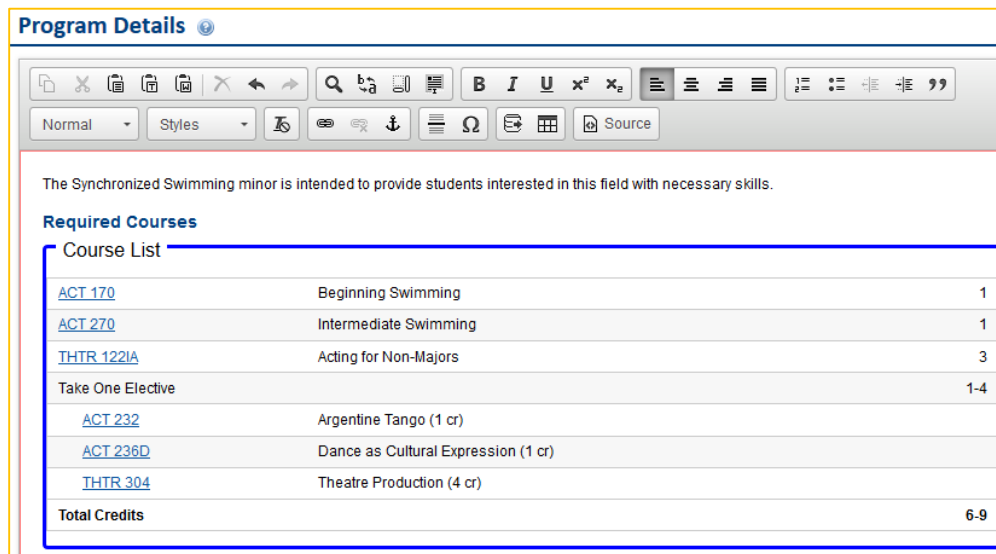 Program Details
B I U x² x₂
Normal Styles Ω Source
The Synchronized Swimming minor is intended to provide students interested in this field with necessary skills.
Required Courses
Course List
ACT 170 Beginning Swimming 1
ACT 270 Intermediate Swimming 1
THTR 122IA Acting for Non-Majors 3
Take One Elective 1-4
ACT 232 Argentine Tango (1 cr)
ACT 236D Dance as Cultural Expression (1 cr)
THTR 304 Theatre Production (4 cr)
Total Credits 6-9